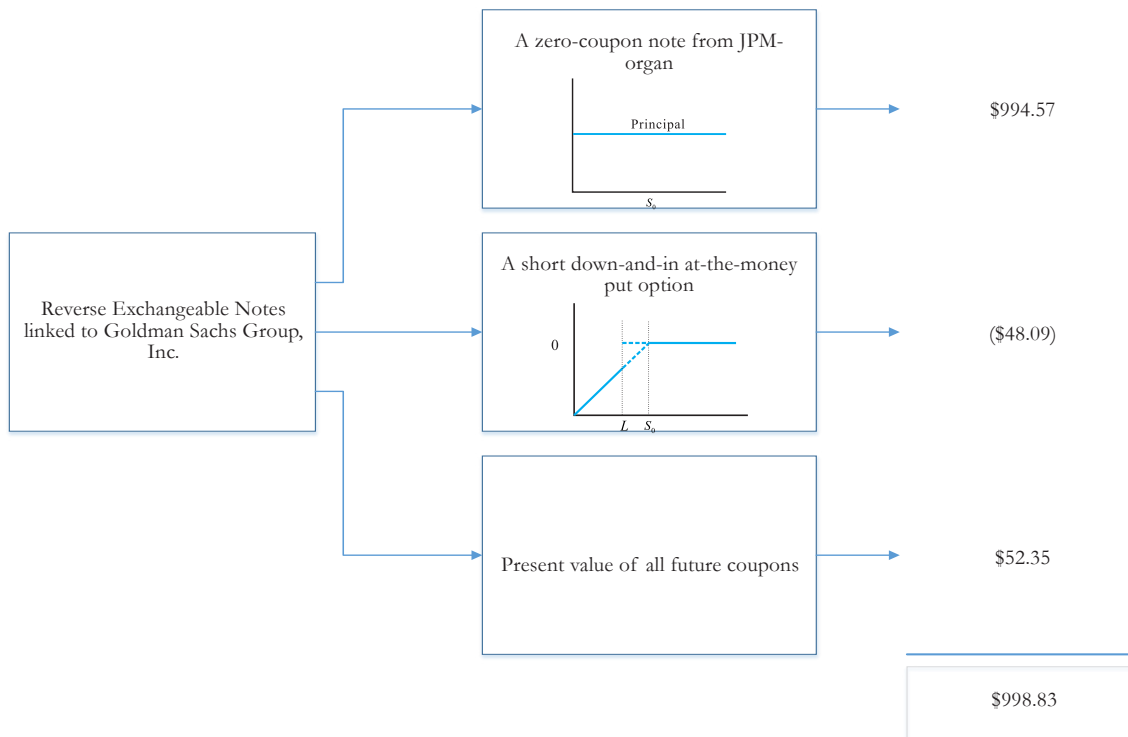 A zero-coupon note from JPM-
organ
Principal
S₀
$994.57
Reverse Exchangeable Notes
linked to Goldman Sachs Group,
Inc.
A short down-and-in at-the-money
put option
0
L S₀
($48.09)
Present value of all future coupons
$52.35
$998.83